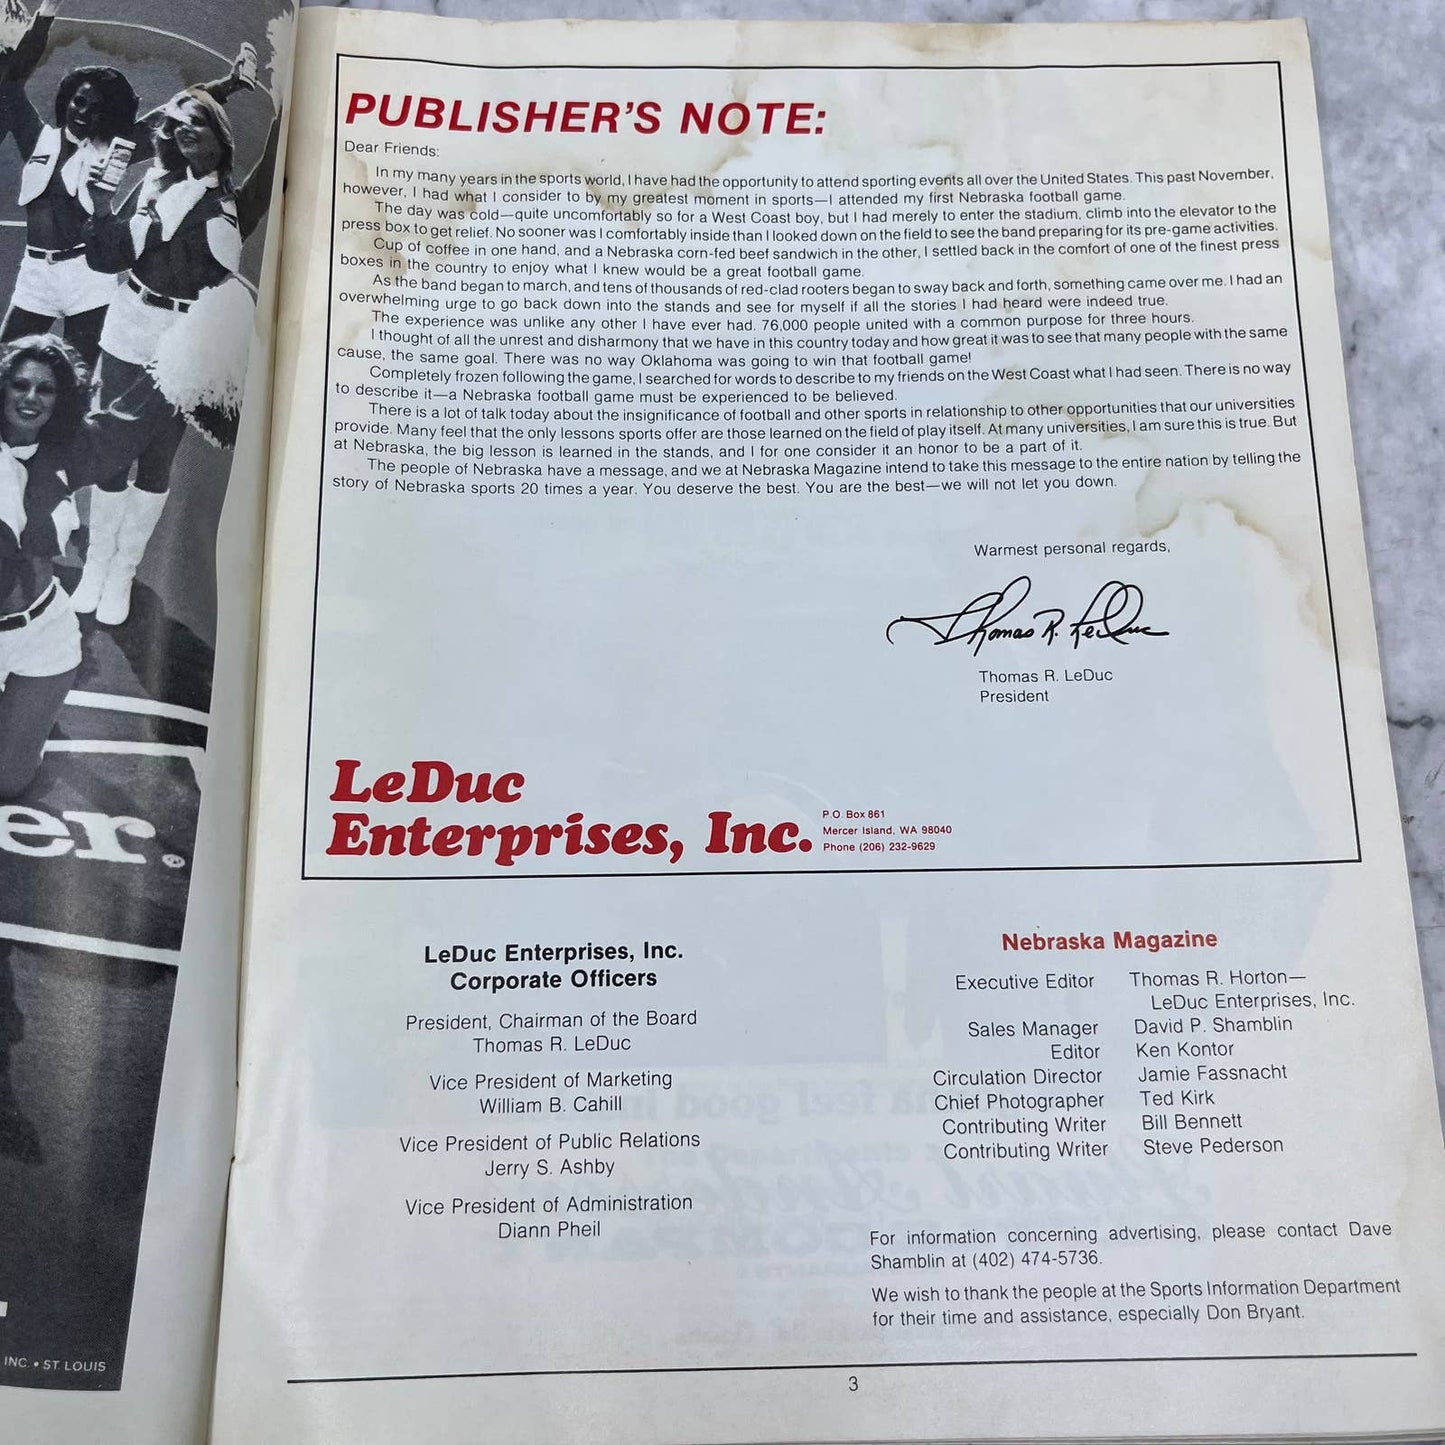 er.
INC. • ST. LOUIS
PUBLISHER'S NOTE:
Dear Friends:
In my many years in the sports world, I have had the opportunity to attend sporting events all over the United States. This past November,
however, I had what I consider to by my greatest moment in sports—I attended my first Nebraska football game.
The day was cold—quite uncomfortably so for a West Coast boy, but I had merely to enter the stadium, climb into the elevator to the
press box to get relief. No sooner was I comfortably inside than I looked down on the field to see the band preparing for its pre-game activities.
Cup of coffee in one hand, and a Nebraska corn-fed beef sandwich in the other, I settled back in the comfort of one of the finest press
boxes in the country to enjoy what I knew would be a great football game.
As the band began to march, and tens of thousands of red-clad rooters began to sway back and forth, something came over me. I had an
overwhelming urge to go back down into the stands and see for myself if all the stories I had heard were indeed true.
The experience was unlike any other I have ever had. 76,000 people united with a common purpose for three hours.
I thought of all the unrest and disharmony that we have in this country today and how great it was to see that many people with the same
cause, the same goal. There was no way Oklahoma was going to win that football game!
Completely frozen following the game, I searched for words to describe to my friends on the West Coast what I had seen. There is no way
to describe it—a Nebraska football game must be experienced to be believed.
There is a lot of talk today about the insignificance of football and other sports in relationship to other opportunities that our universities
provide. Many feel that the only lessons sports offer are those learned on the field of play itself. At many universities, I am sure this is true. But
at Nebraska, the big lesson is learned in the stands, and I for one consider it an honor to be a part of it.
The people of Nebraska have a message, and we at Nebraska Magazine intend to take this message to the entire nation by telling the
story of Nebraska sports 20 times a year. You deserve the best. You are the best—we will not let you down.
Warmest personal regards,
Thomas R. LeDuc
Thomas R. LeDuc
President
LeDuc
Enterprises, Inc.
P.O. Box 861
Mercer Island, WA 98040
Phone (206) 232-9629
LeDuc Enterprises, Inc.
Corporate Officers
President, Chairman of the Board
Thomas R. LeDuc
Vice President of Marketing
William B. Cahill
Vice President of Public Relations
Jerry S. Ashby
Vice President of Administration
Diann Pheil
Nebraska Magazine
Executive Editor Thomas R. Horton—
LeDuc Enterprises, Inc.
Sales Manager David P. Shamblin
Editor Ken Kontor
Circulation Director Jamie Fassnacht
Chief Photographer Ted Kirk
Contributing Writer Bill Bennett
Contributing Writer Steve Pederson
For information concerning advertising, please contact Dave
Shamblin at (402) 474-5736.
We wish to thank the people at the Sports Information Department
for their time and assistance, especially Don Bryant.
3